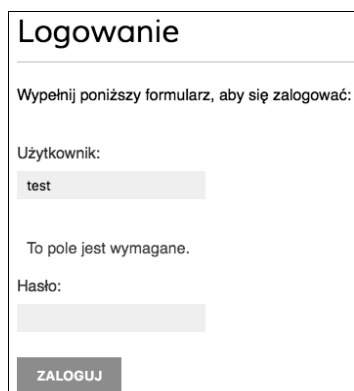 Logowanie
Wypełnij poniższy formularz, aby się zalogować:
Użytkownik:
test
To pole jest wymagane.
Hasło:
ZALOGUJ